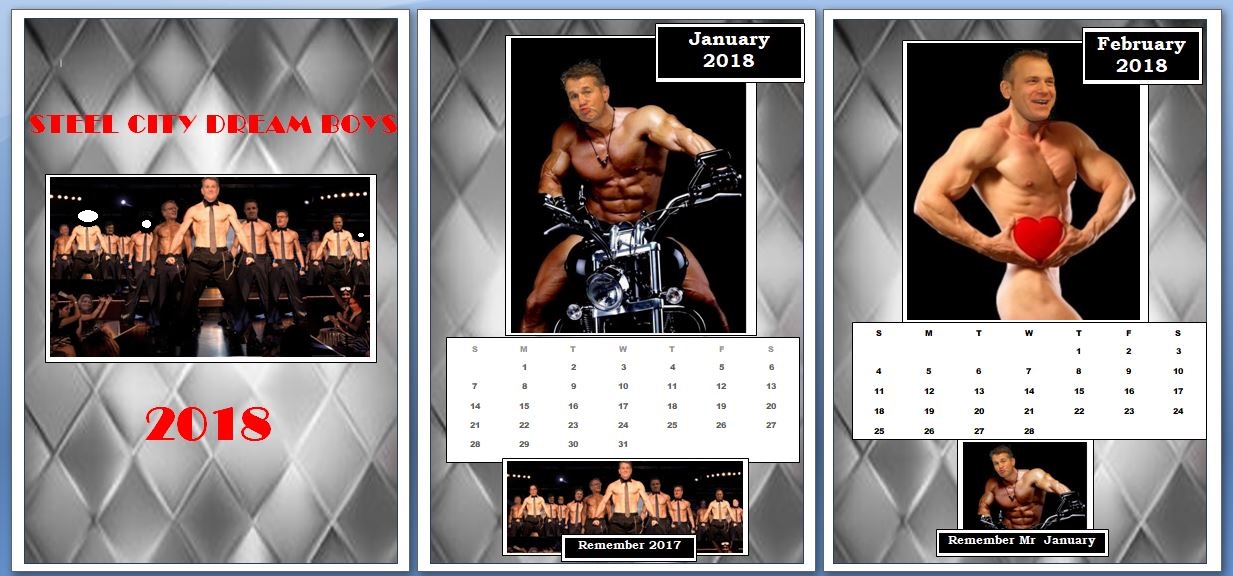 STEEL CITY DREAM BOYS
2018
January
2018
S M T W T F S
1 2 3 4 5 6
7 8 9 10 11 12 13
14 15 16 17 18 19 20
21 22 23 24 25 26 27
28 29 30 31
Remember 2017
February
2018
S M T W T F S
1 2 3
4 5 6 7 8 9 10
11 12 13 14 15 16 17
18 19 20 21 22 23 24
25 26 27 28
Remember Mr January